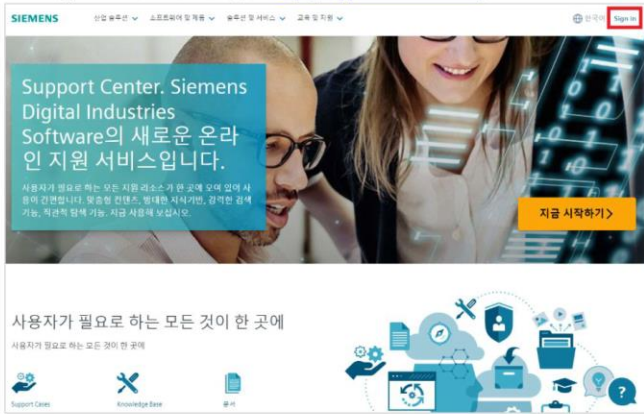 SIEMENS
산업 솔루션
소프트웨어 및 제품
솔루션 및 서비스
교육 및 지원
한국어
Sign In
Support Center. Siemens
Digital Industries
Software의 새로운 온라
인 지원 서비스입니다.
사용자가 필요로 하는 모든 지원 리소스가 한 곳에 모여 있어 사
용이 간편합니다. 맞춤형 컨텐츠, 방대한 지식기반, 강력한 검색
기능, 직관적 탐색 기능. 지금 사용해 보십시오.
지금 시작하기
사용자가 필요로 하는 모든 것이 한 곳에
사용자가 필요로 하는 모든 것이 한 곳에
Support Cases
Knowledge Base
문서
?